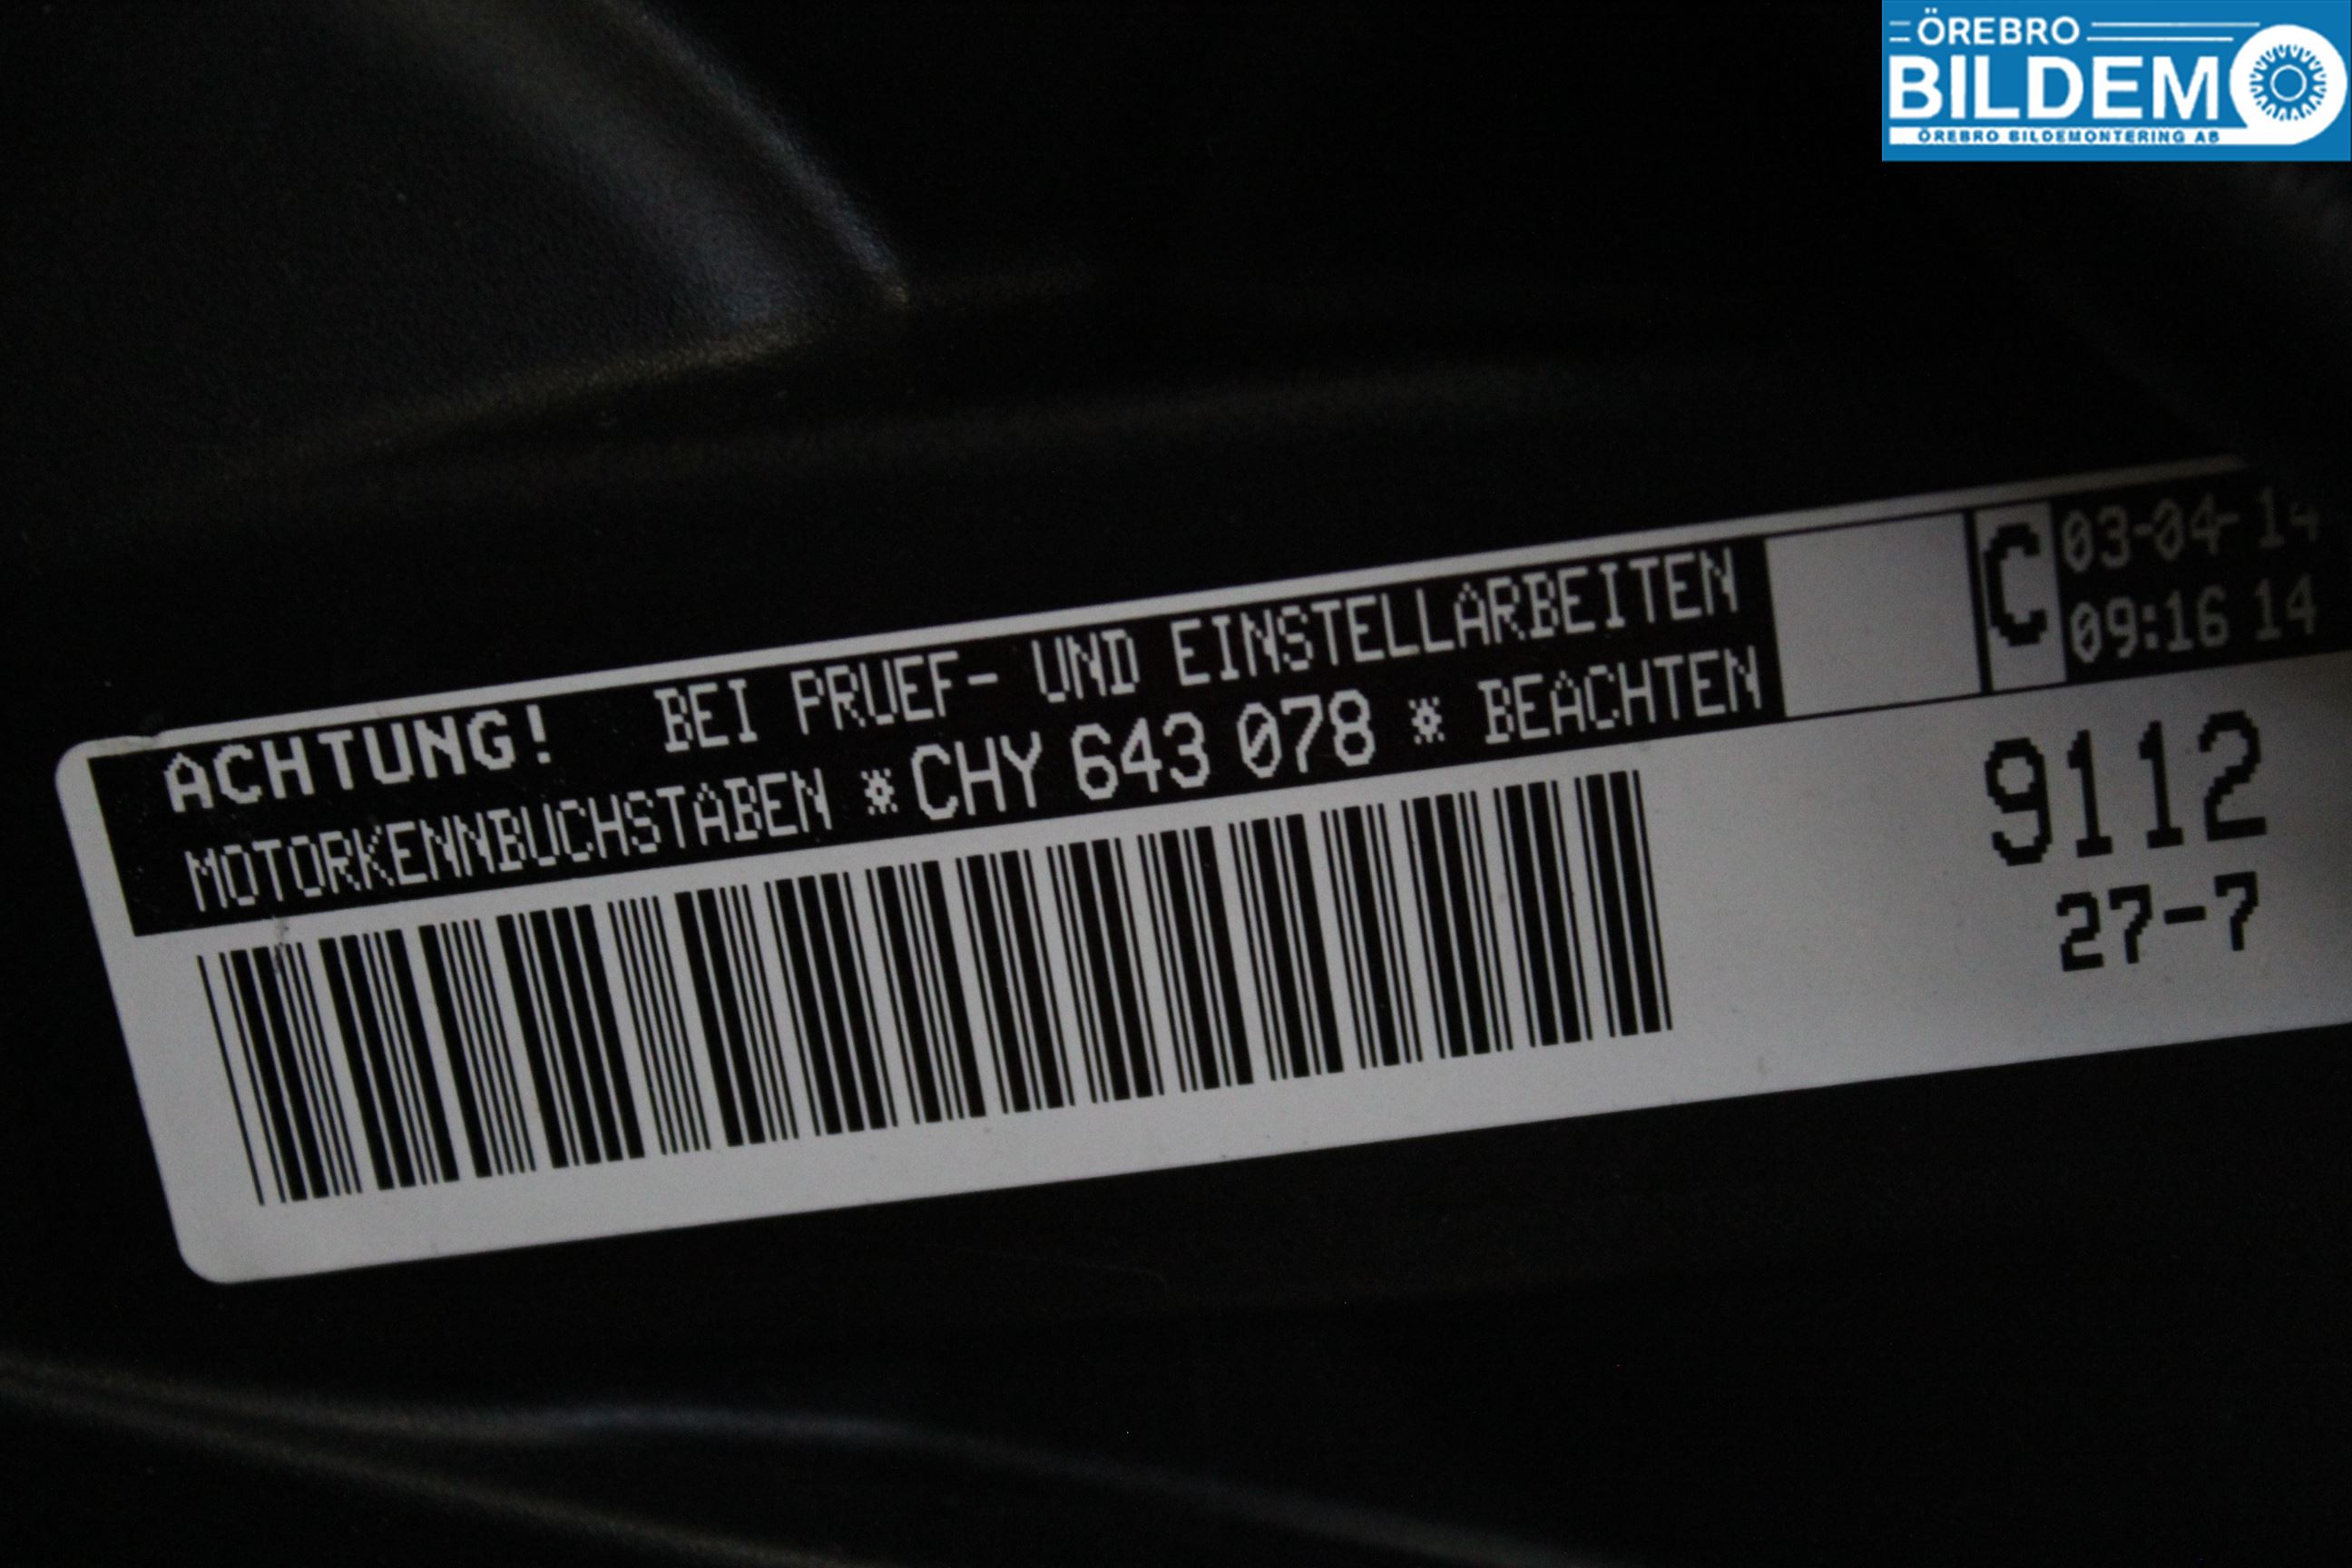 ÖREBRO
BILDEMO
ÖREBRO BILDEMONTERING AB
C 03-04-14
09:16 14
ACHTUNG! BEI PRUEF- UND EINSTELLARBEITEN
MOTORKENNBUCHSTABEN *CHY 643 078 * BEACHTEN
9112
27-7